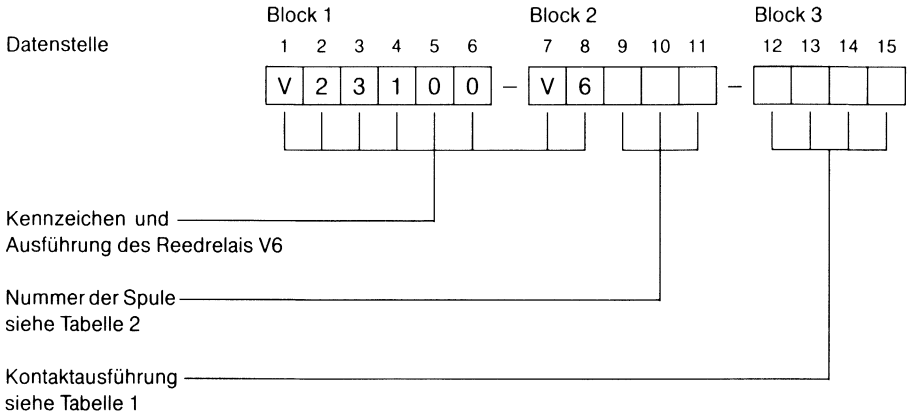 Block 1 Block 2 Block 3
Datenstelle 1 2 3 4 5 6 7 8 9 10 11 12 13 14 15
V 2 3 1 0 0 – V 6 –
Kennzeichen und
Ausführung des Reedrelais V6
Nummer der Spule
siehe Tabelle 2
Kontaktausführung
siehe Tabelle 1